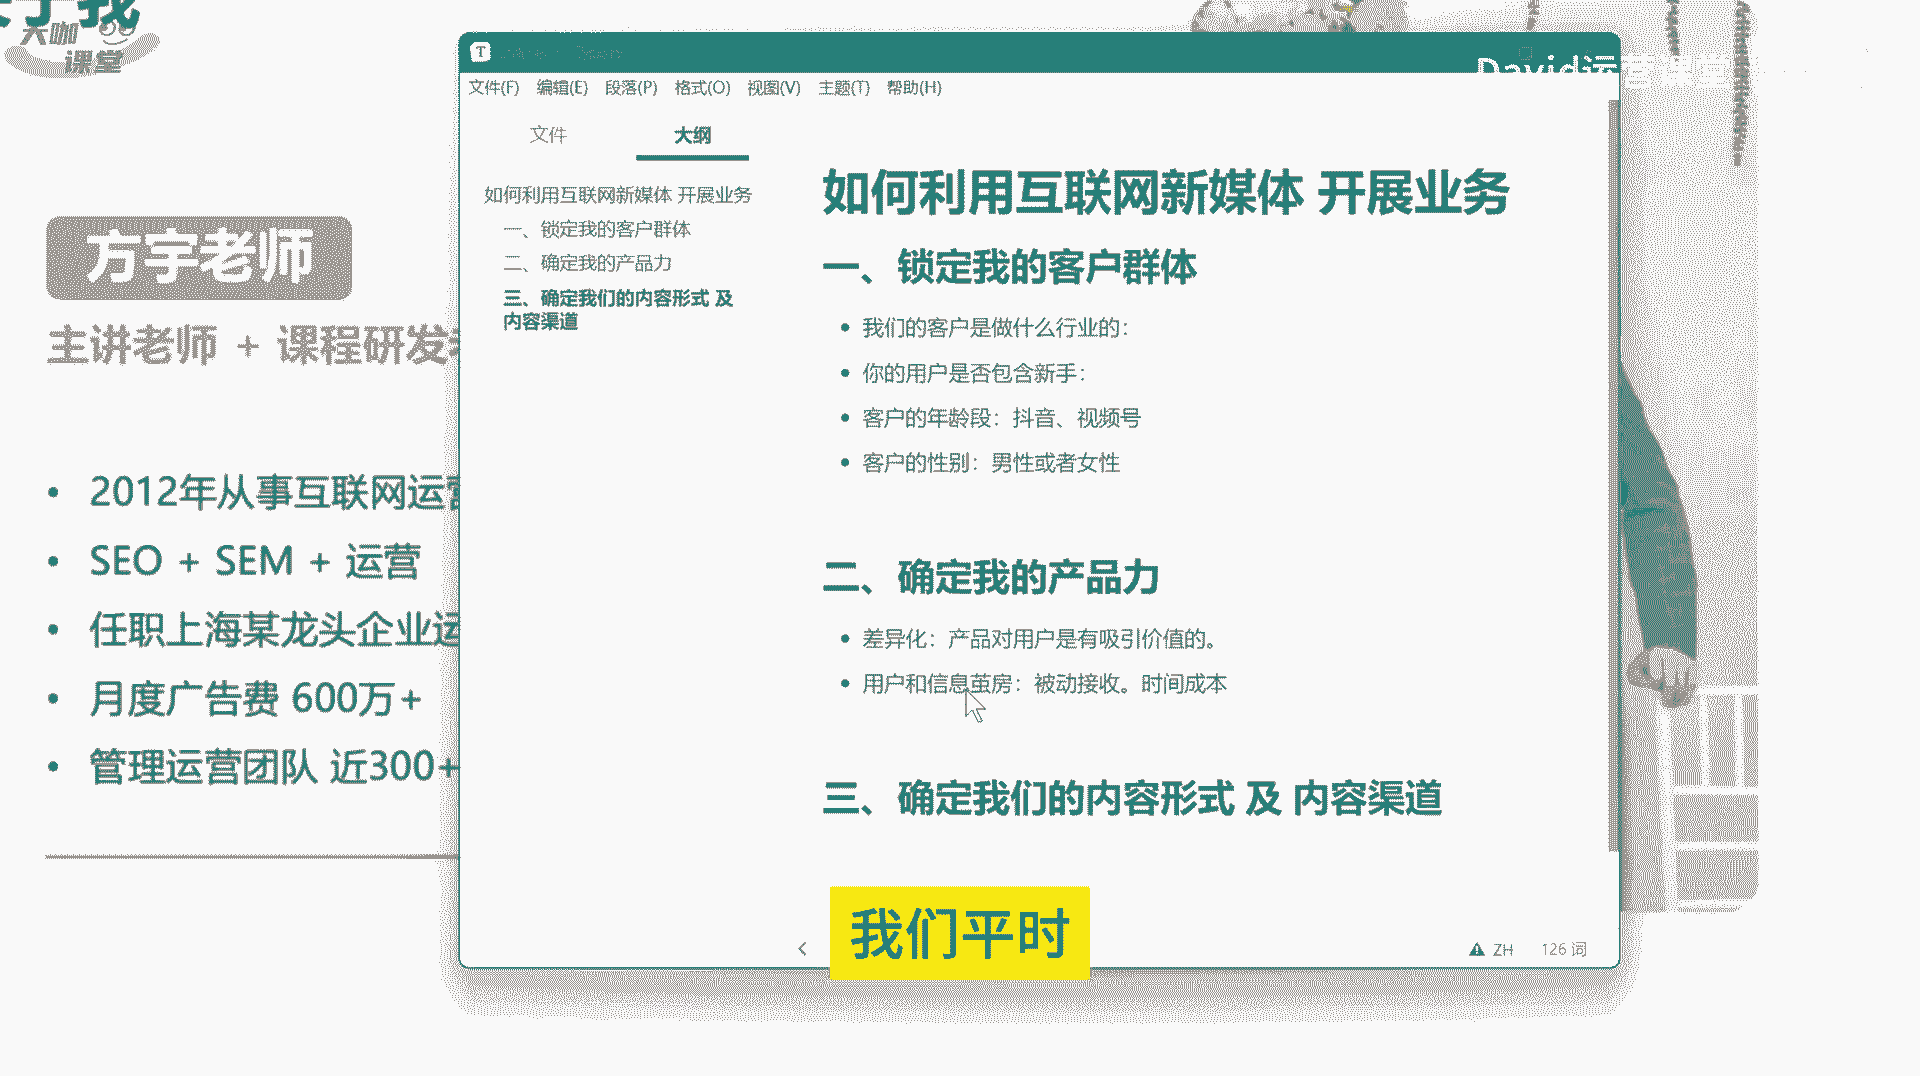 于我
大咖
课堂
David运营课堂
方宇老师
主讲老师 + 课程研发
• 2012年从事互联网运营
• SEO + SEM + 运营
• 任职上海某龙头企业运
• 月度广告费 600万+
• 管理运营团队 近300+
文件(F) 编辑(E) 段落(P) 格式(O) 视图(V) 主题(T) 帮助(H)
文件 大纲
如何利用互联网新媒体 开展业务
一、锁定我的客户群体
二、确定我的产品力
三、确定我们的内容形式 及
内容渠道
如何利用互联网新媒体 开展业务
一、锁定我的客户群体
• 我们的客户是做什么行业的：
• 你的用户是否包含新手：
• 客户的年龄段：抖音、视频号
• 客户的性别：男性或者女性
二、确定我的产品力
• 差异化：产品对用户是有吸引价值的。
• 用户和信息茧房：被动接收。时间成本
三、确定我们的内容形式 及 内容渠道
我们平时
ZH 126 词